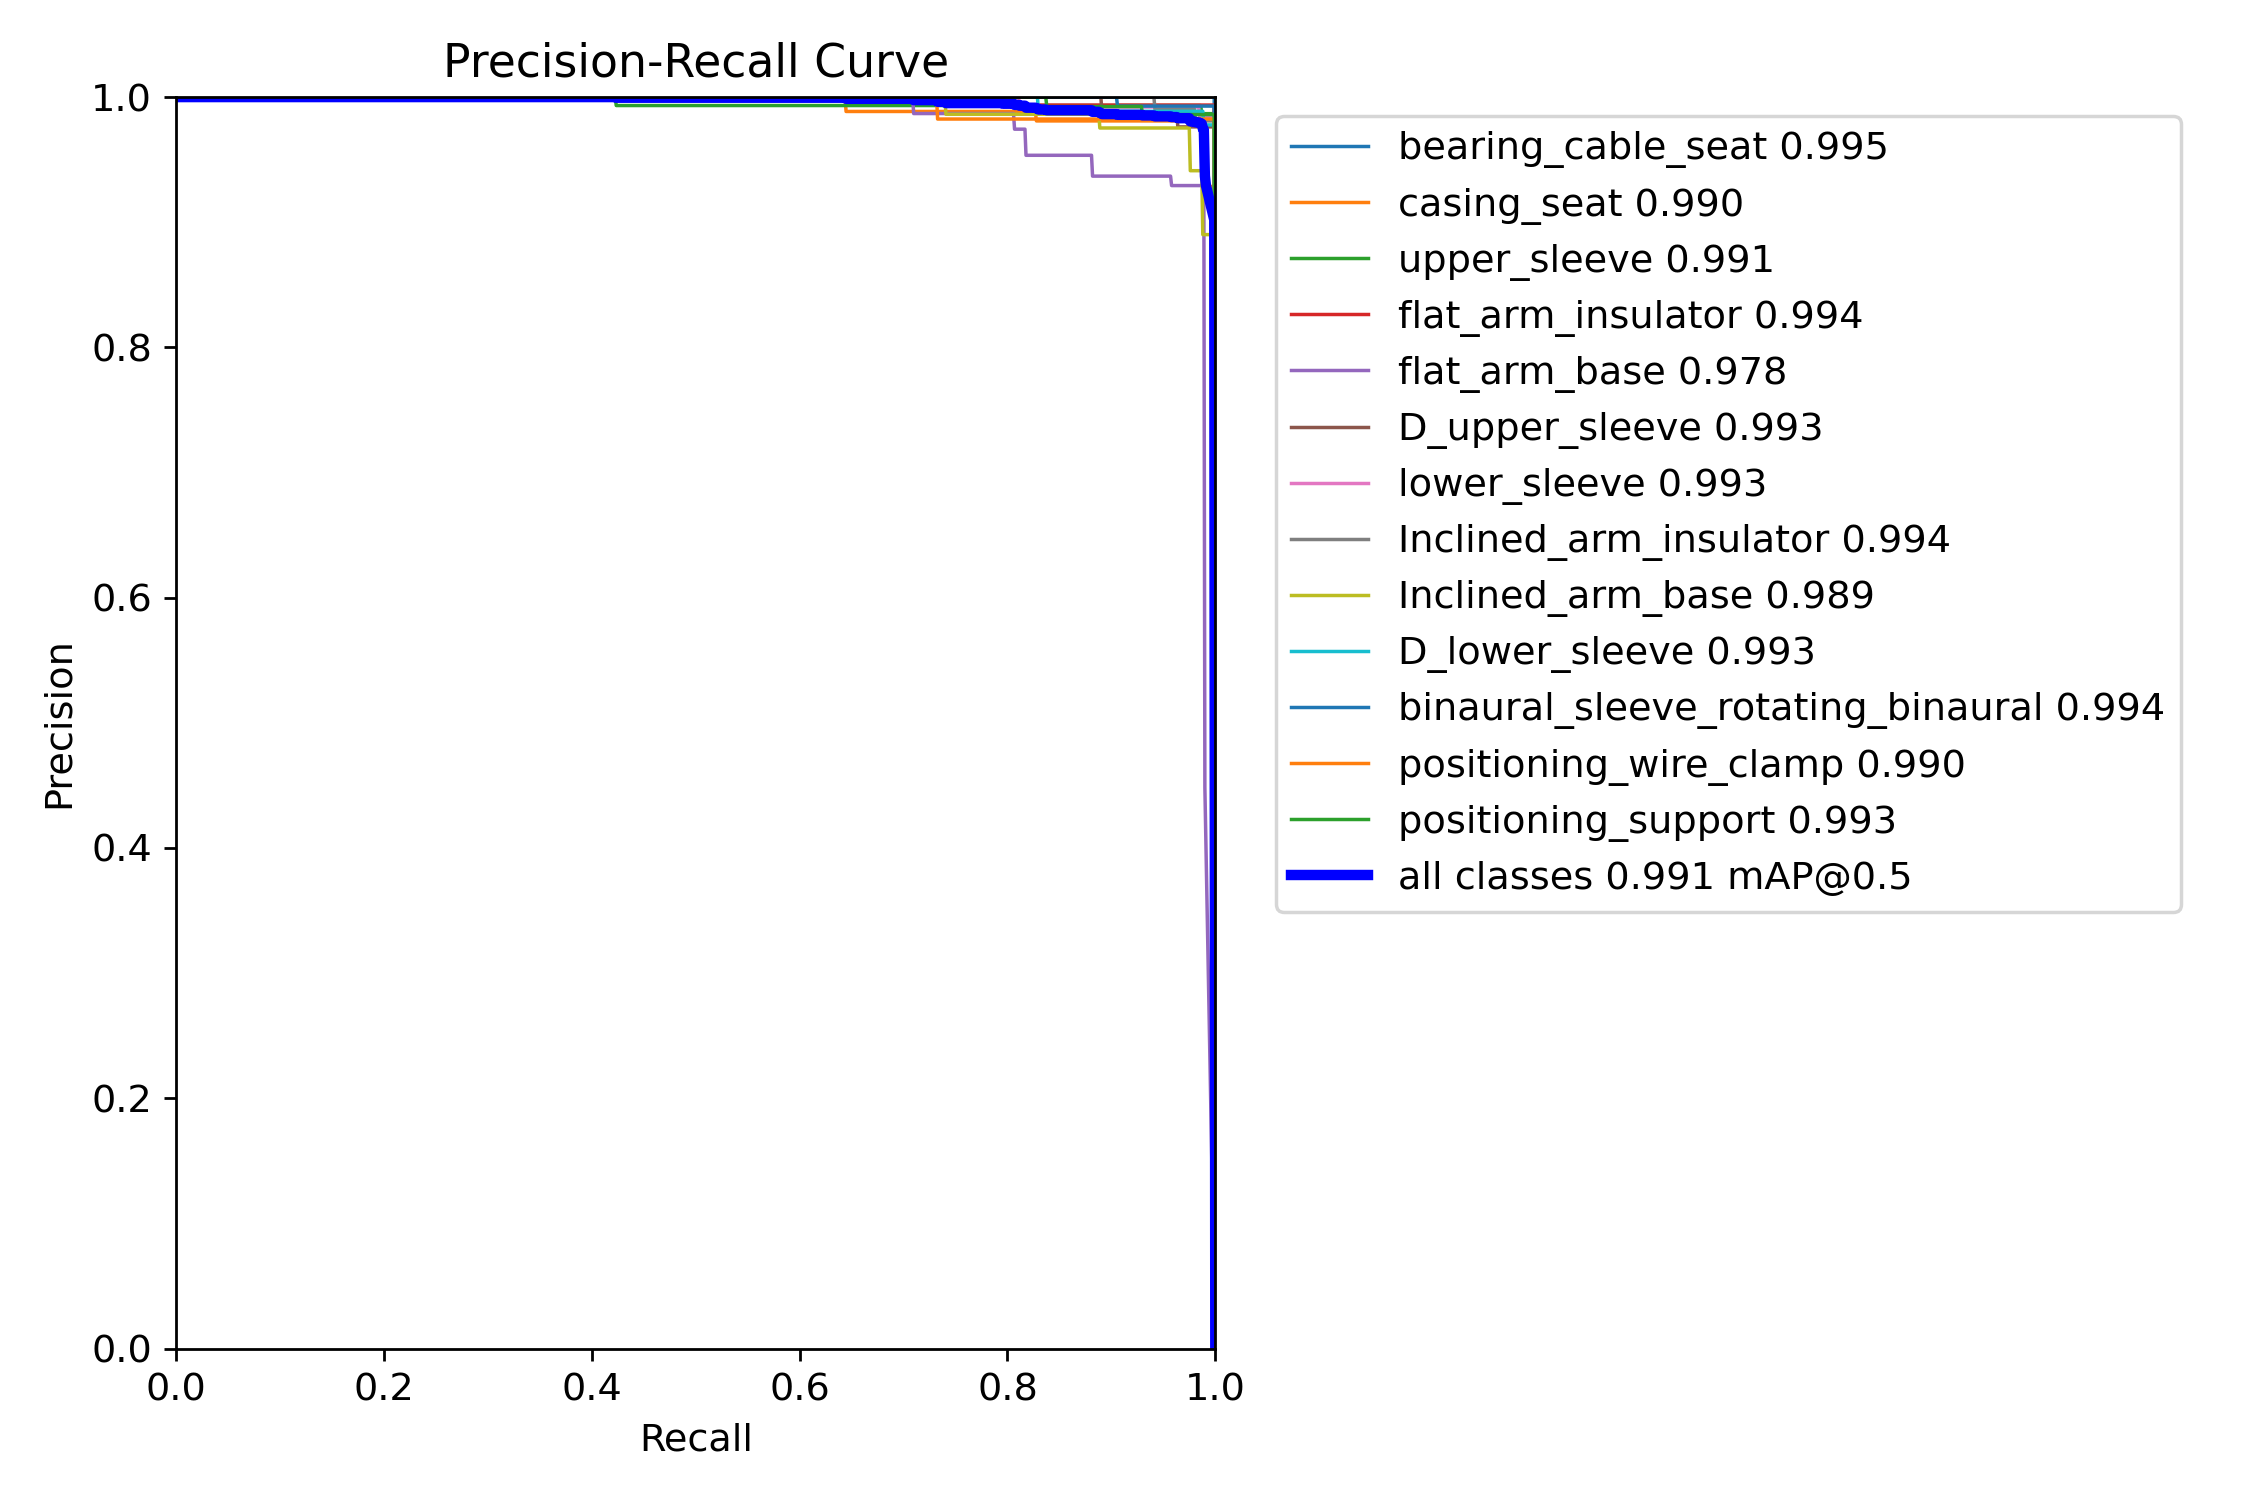 Precision-Recall Curve
1.0
0.8
0.6
0.4
0.2
0.0
Precision
0.0 0.2 0.4 0.6 0.8 1.0
Recall
bearing_cable_seat 0.995
casing_seat 0.990
upper_sleeve 0.991
flat_arm_insulator 0.994
flat_arm_base 0.978
D_upper_sleeve 0.993
lower_sleeve 0.993
Inclined_arm_insulator 0.994
Inclined_arm_base 0.989
D_lower_sleeve 0.993
binaural_sleeve_rotating_binaural 0.994
positioning_wire_clamp 0.990
positioning_support 0.993
all classes 0.991 mAP@0.5